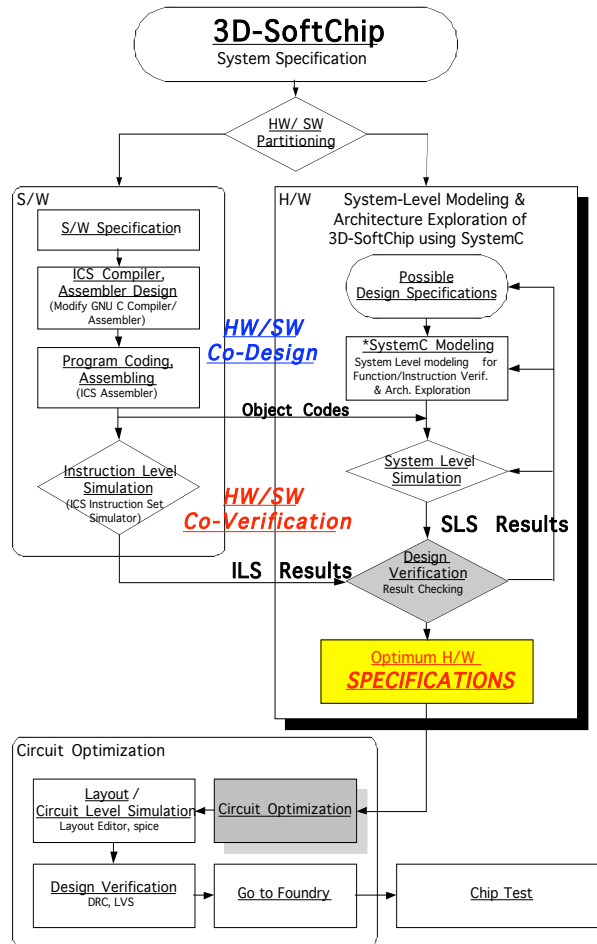 3D-SoftChip
System Specification
HW/ SW
Partitioning
S/W
S/W Specification
ICS Compiler,
Assembler Design
(Modify GNU C Compiler/
Assembler)
Program Coding,
Assembling
(ICS Assembler)
Instruction Level
Simulation
(ICS Instruction Set
Simulator)
HW/SW
Co-Design
Object Codes
HW/SW
Co-Verification
ILS Results
H/W
System-Level Modeling &
Architecture Exploration of
3D-SoftChip using SystemC
Possible
Design Specifications
*SystemC Modeling
System Level modeling for
Function/Instruction Verif.
& Arch. Exploration
System Level
Simulation
SLS Results
Design
Verification
Result Checking
Optimum H/W
SPECIFICATIONS
Circuit Optimization
Layout /
Circuit Level Simulation
Layout Editor, spice
Circuit Optimization
Design Verification
DRC, LVS
Go to Foundry
Chip Test